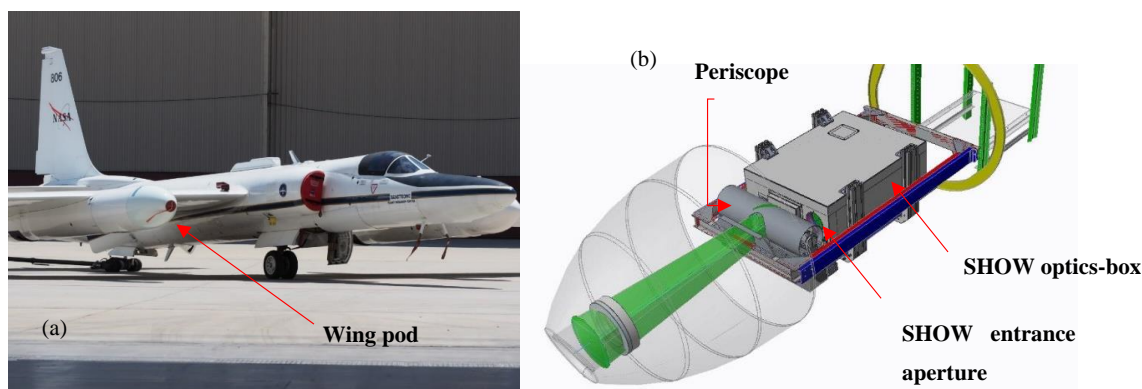 806
NASA
(a)
Wing pod
(b)
Periscope
SHOW optics-box
SHOW entrance
aperture